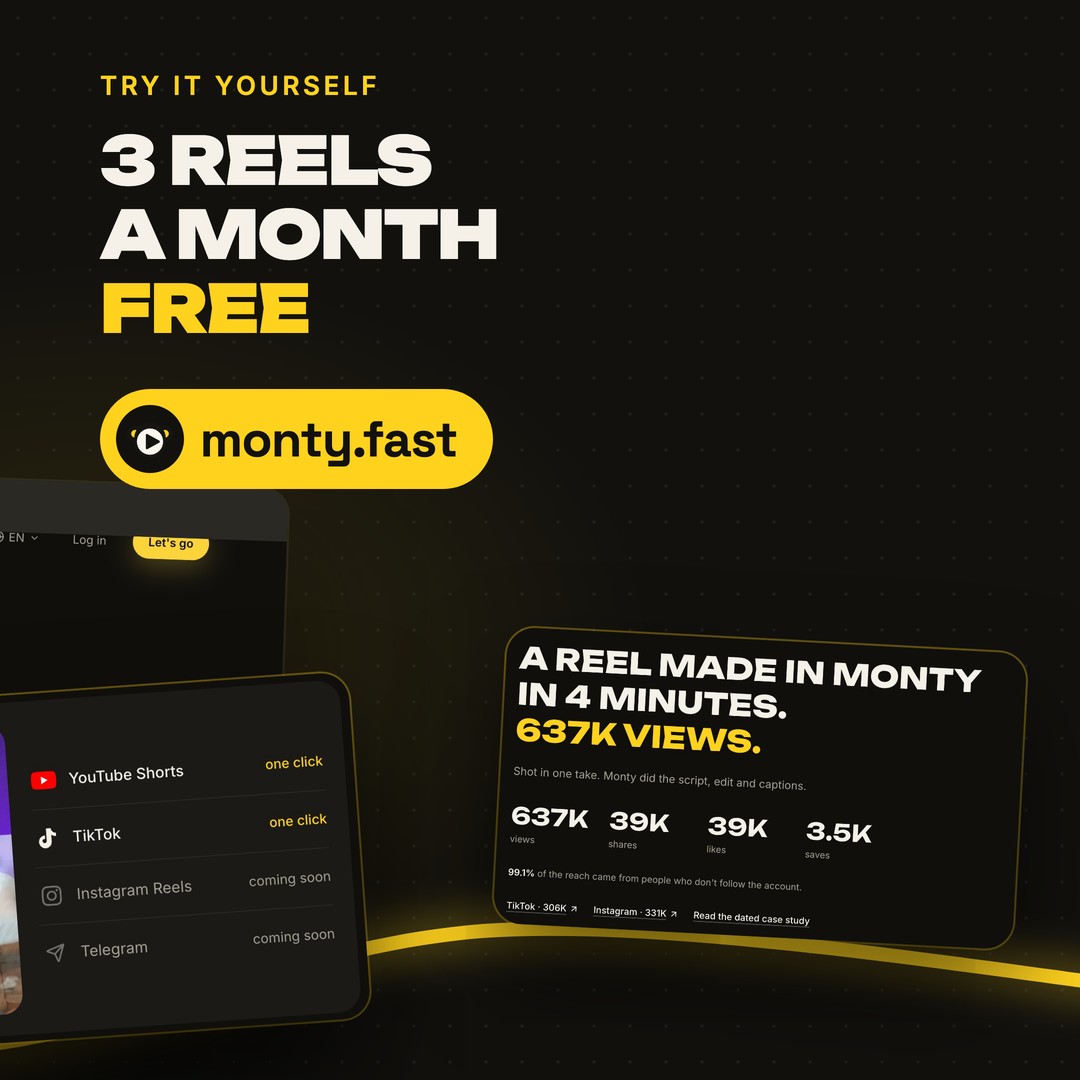 TRY IT YOURSELF
3 REELS
A MONTH
FREE
monty.fast
EN
Log in
Let's go
YouTube Shorts
one click
TikTok
one click
Instagram Reels
coming soon
Telegram
coming soon
A REEL MADE IN MONTY
IN 4 MINUTES.
637K VIEWS.
Shot in one take. Monty did the script, edit and captions.
637K 39K 39K 3.5K
views shares likes saves
99.1% of the reach came from people who don't follow the account.
TikTok · 306K ↗ Instagram · 331K ↗ Read the dated case study